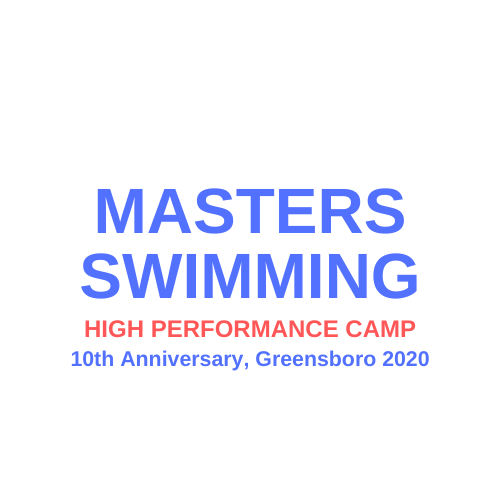 MASTERS
SWIMMING
HIGH PERFORMANCE CAMP
10th Anniversary, Greensboro 2020